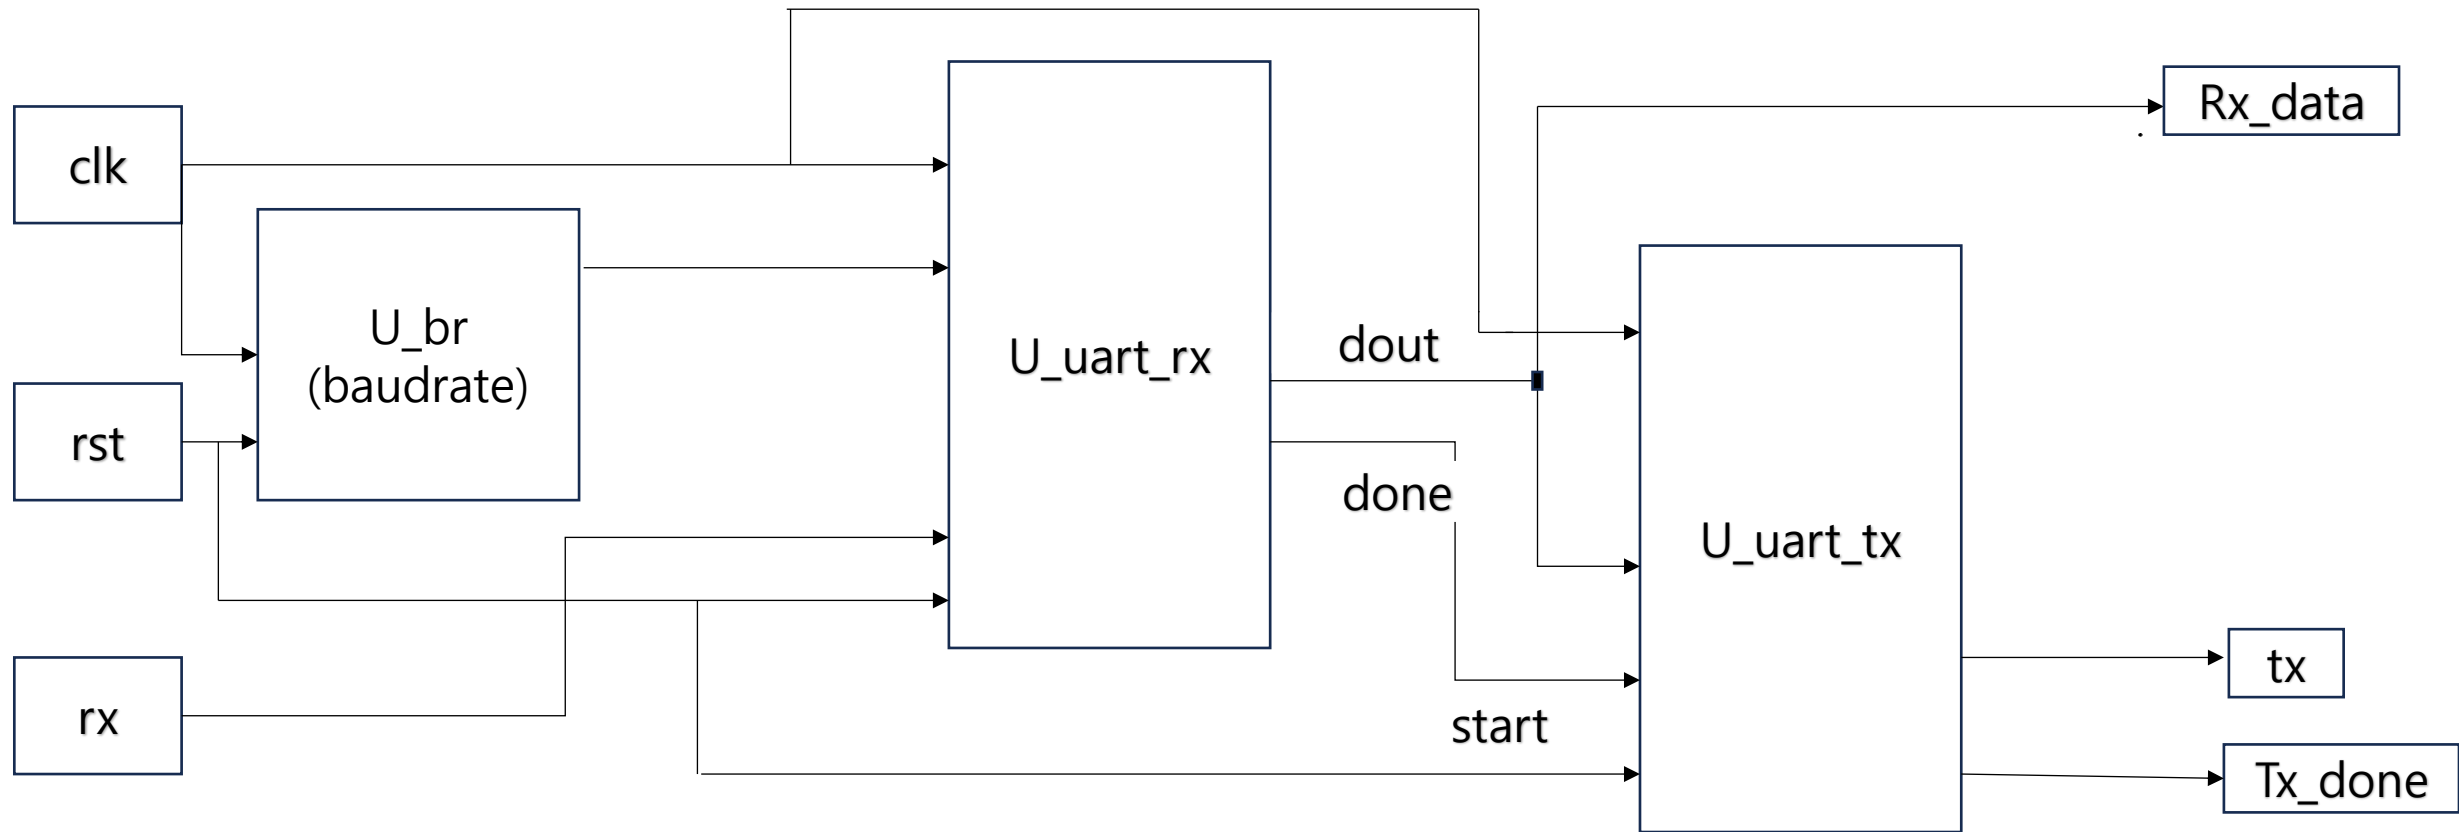 clk
rst
rx
U_br
(baudrate)
U_uart_rx
dout
done
start
U_uart_tx
Rx_data
tx
Tx_done